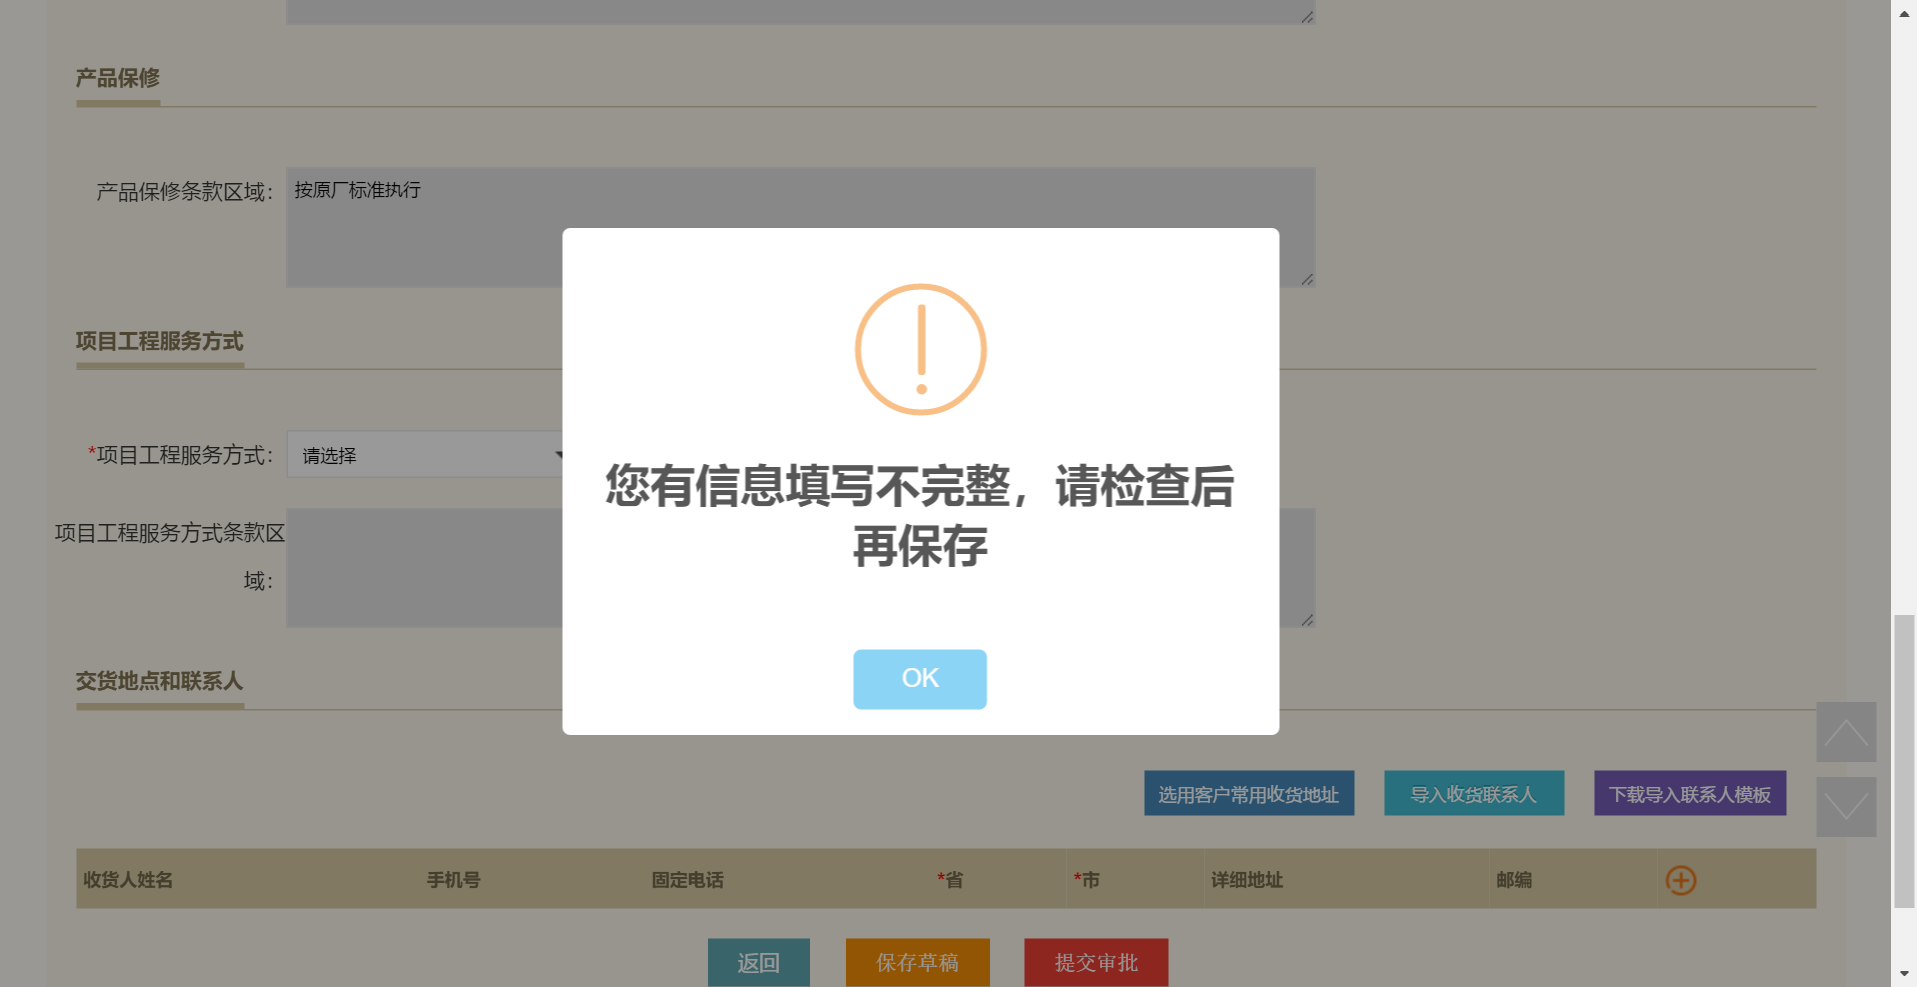 产品保修
产品保修条款区域：
按原厂标准执行
项目工程服务方式
*项目工程服务方式：
请选择
项目工程服务方式条款区
域：
您有信息填写不完整，请检查后
再保存
OK
交货地点和联系人
选用客户常用收货地址 导入收货联系人 下载导入联系人模板
收货人姓名 手机号 固定电话 *省 *市 详细地址 邮编
返回 保存草稿 提交审批